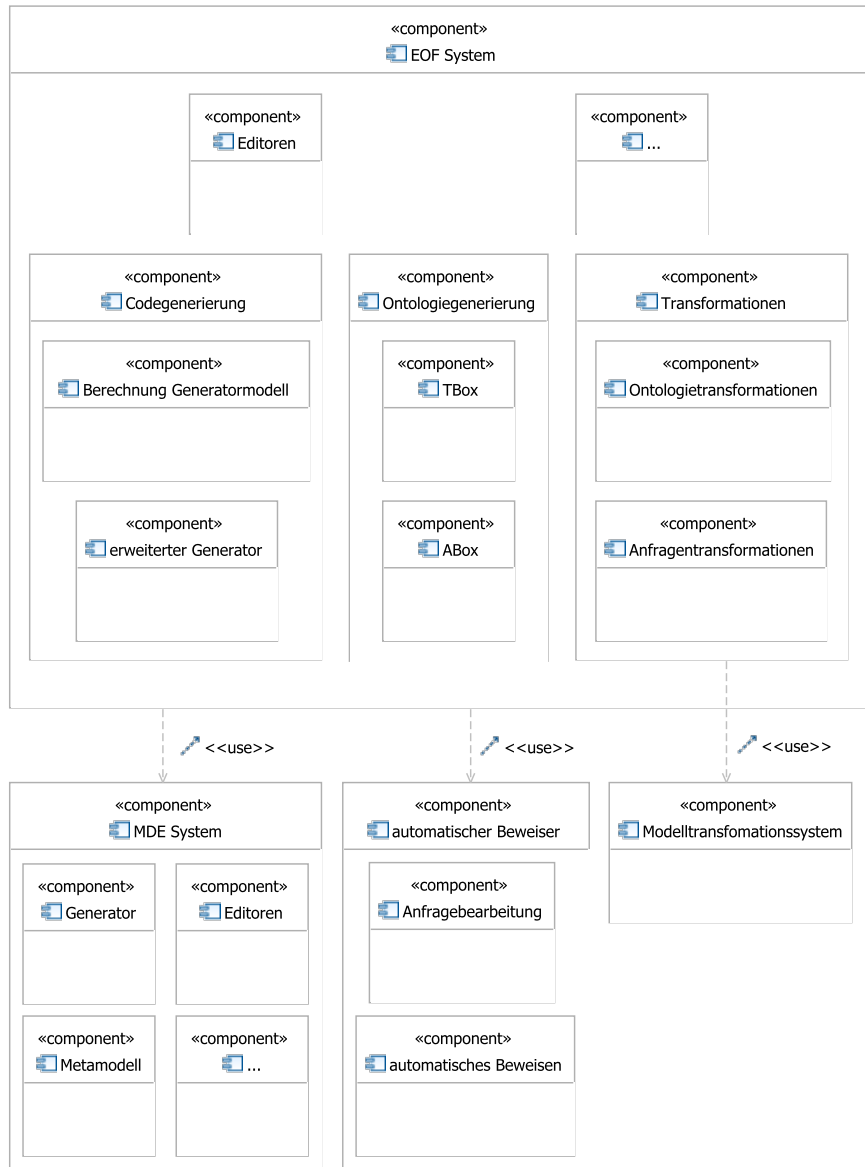 «component»
EOF System
«component»
Editoren
«component»
...
«component»
Codegenerierung
«component»
Berechnung Generatormodell
«component»
erweiterter Generator
«component»
Ontologiegenerierung
«component»
TBox
«component»
ABox
«component»
Transformationen
«component»
Ontologietransformationen
«component»
Anfragentransformationen
<<use>>
<<use>>
<<use>>
«component»
MDE System
«component»
Generator
«component»
Editoren
«component»
Metamodell
«component»
...
«component»
automatischer Beweiser
«component»
Anfragebearbeitung
«component»
automatisches Beweisen
«component»
Modelltransfomationssystem